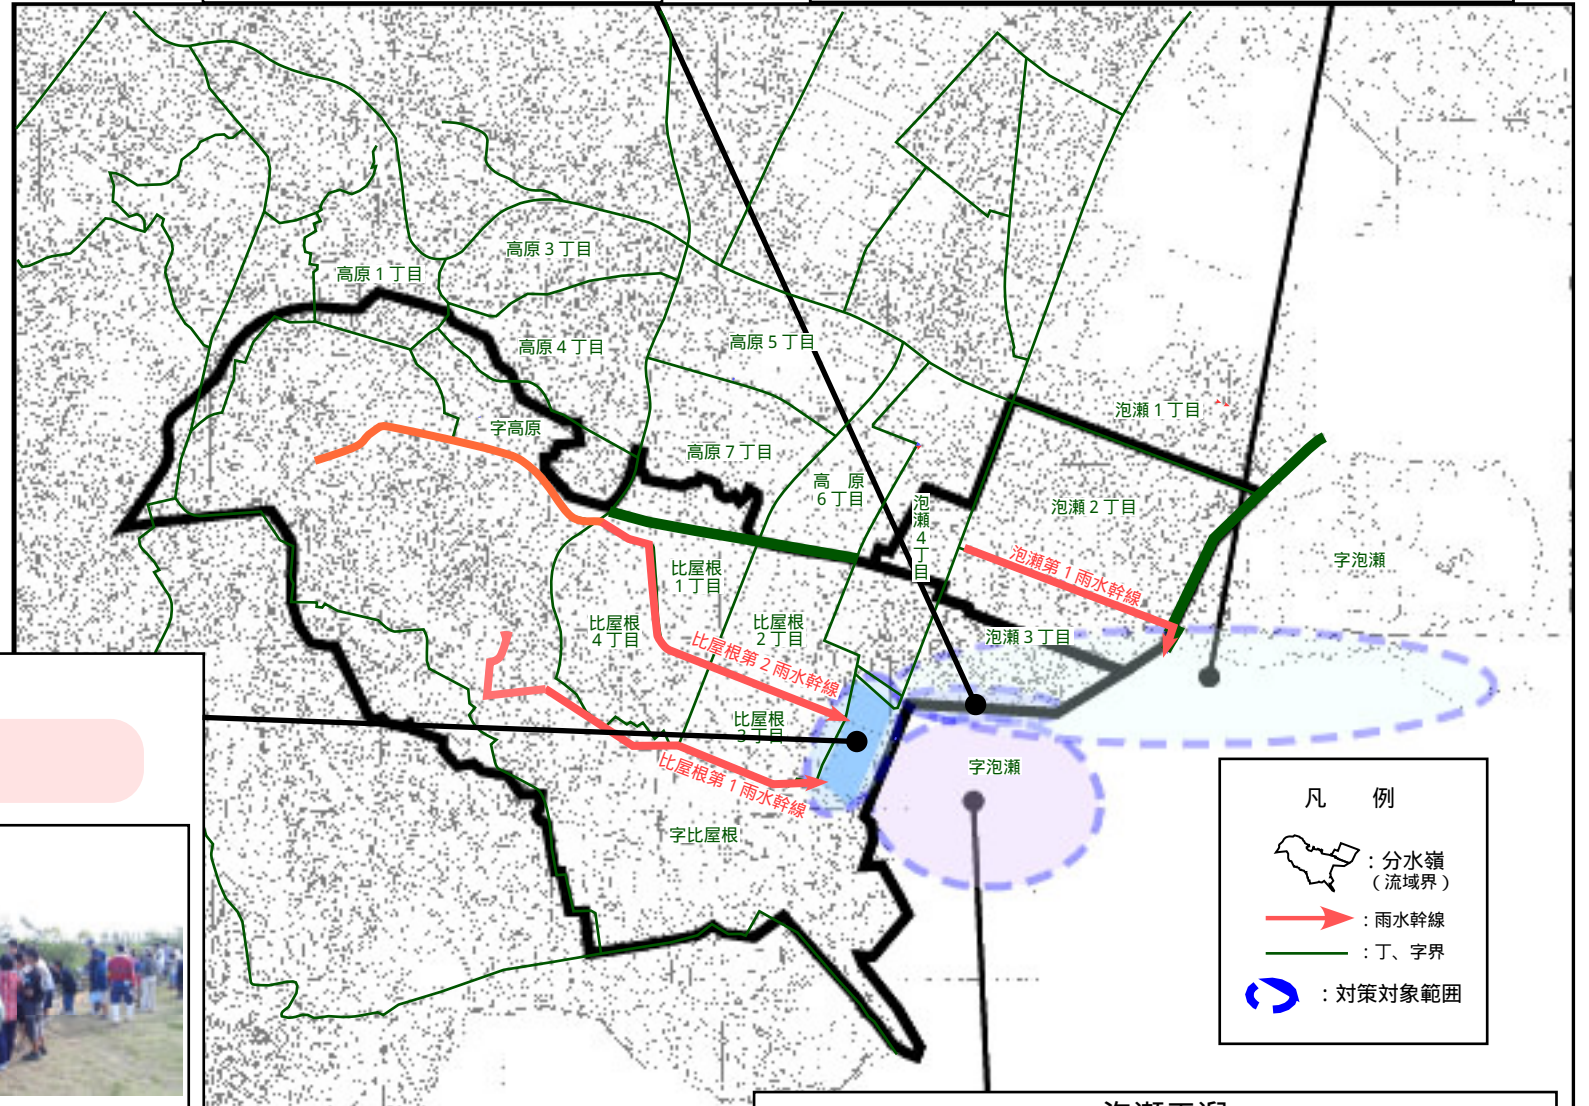 高原３丁目
高原１丁目
高原４丁目
高原５丁目
泡瀬１丁目
字高原
高原７丁目
高　原
６丁目
泡瀬４丁目
泡瀬２丁目
字泡瀬
泡瀬第１雨水幹線
比屋根
１丁目
比屋根
４丁目
比屋根
２丁目
泡瀬３丁目
比屋根第２雨水幹線
比屋根
３丁目
比屋根第１雨水幹線
字泡瀬
字比屋根
凡　例
：分水嶺
（流域界）
：雨水幹線
：丁、字界
：対策対象範囲